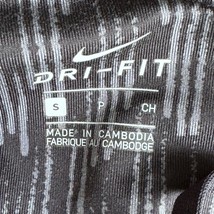 DRI-FIT
S P CH
MADE IN CAMBODIA
FABRIQUÉ AU CAMBODGE